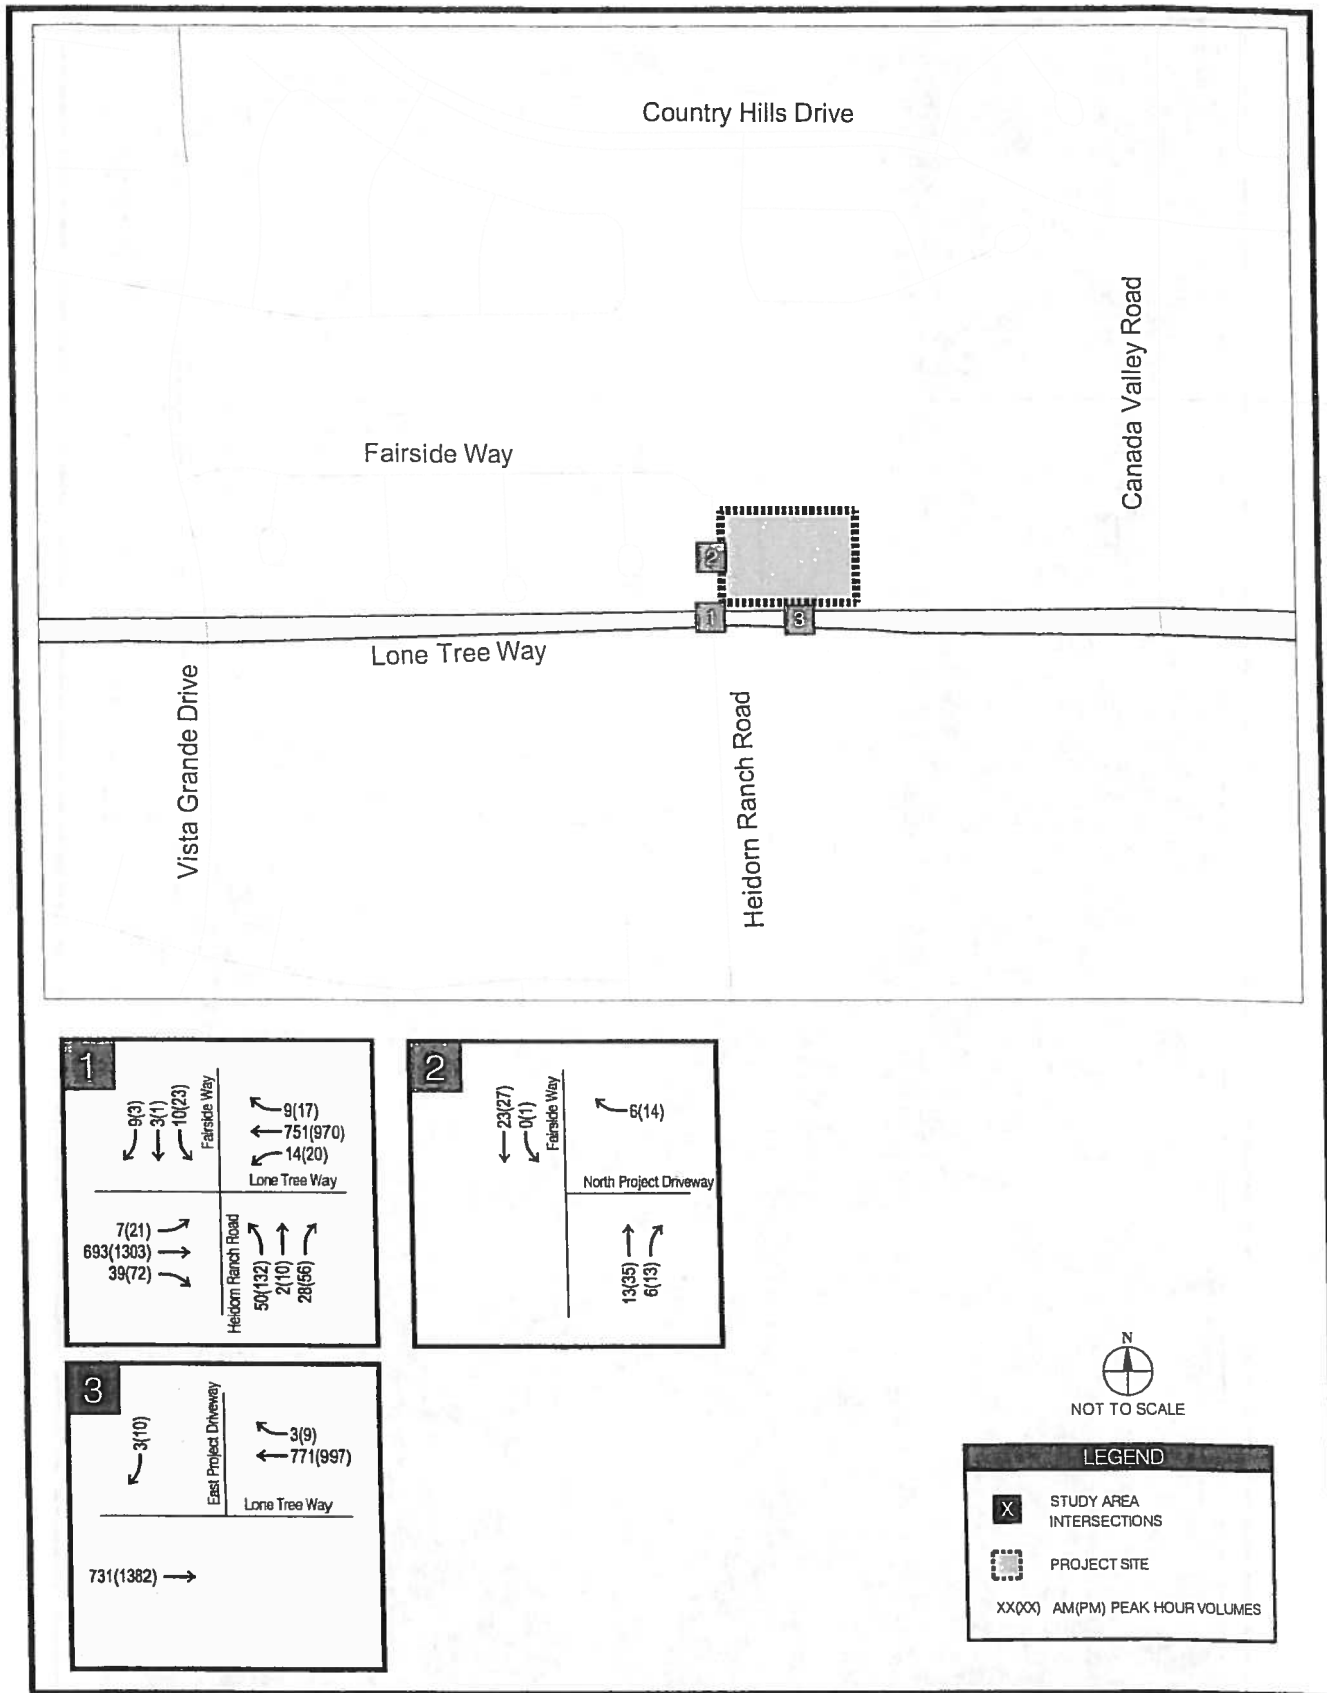 Country Hills Drive
Canada Valley Road
Fairside Way
2
1
3
Lone Tree Way
Vista Grande Drive
Heidorn Ranch Road
1
9(3)
3(1)
10(23)
Fairside Way
9(17)
751(970)
14(20)
Lone Tree Way
7(21)
693(1303)
39(72)
Heidorn Ranch Road
50(132)
2(10)
28(56)
2
23(27)
0(1)
Fairside Way
6(14)
North Project Driveway
13(35)
6(13)
3
3(10)
East Project Driveway
3(9)
771(997)
Lone Tree Way
731(1382)
N
NOT TO SCALE
LEGEND
X
STUDY AREA
INTERSECTIONS
PROJECT SITE
XX(XX) AM(PM) PEAK HOUR VOLUMES